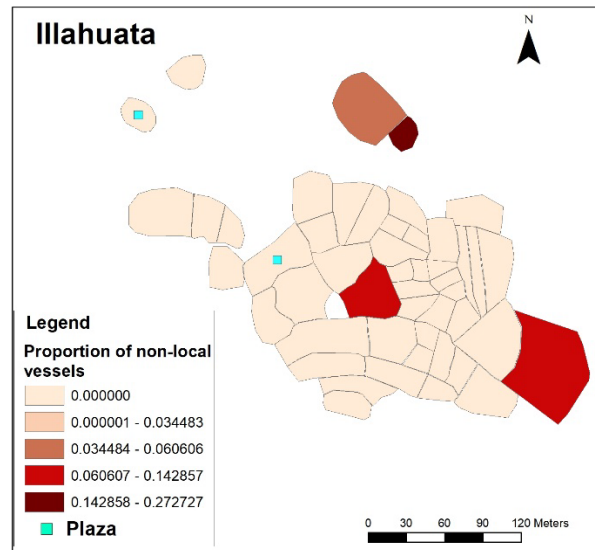 Illahuata
N
Legend
Proportion of non-local
vessels
0.000000
0.000001 - 0.034483
0.034484 - 0.060606
0.060607 - 0.142857
0.142858 - 0.272727
Plaza
0 30 60 90 120 Meters